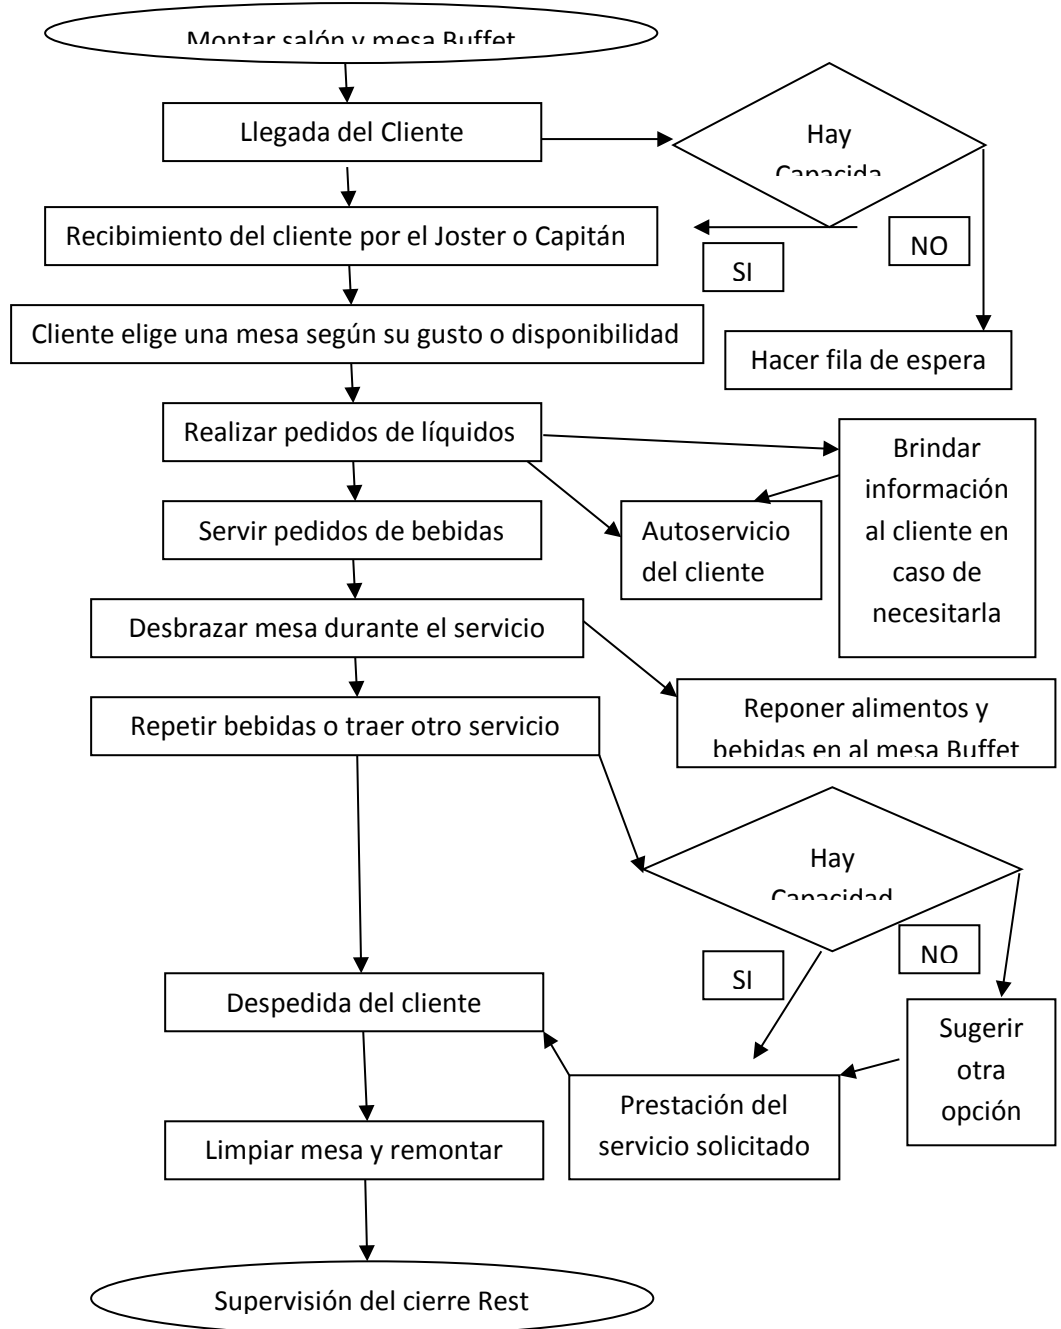 Montar salón y mesa Buffet
Llegada del Cliente
Hay
Capacida
Recibimiento del cliente por el Joster o Capitán
SI
NO
Cliente elige una mesa según su gusto o disponibilidad
Hacer fila de espera
Realizar pedidos de líquidos
Brindar
información
al cliente en
caso de
necesitarla
Servir pedidos de bebidas
Autoservicio
del cliente
Desbrazar mesa durante el servicio
Repetir bebidas o traer otro servicio
Reponer alimentos y
bebidas en al mesa Buffet
Hay
Capacidad
SI
NO
Despedida del cliente
Sugerir
otra
opción
Prestación del
servicio solicitado
Limpiar mesa y remontar
Supervisión del cierre Rest